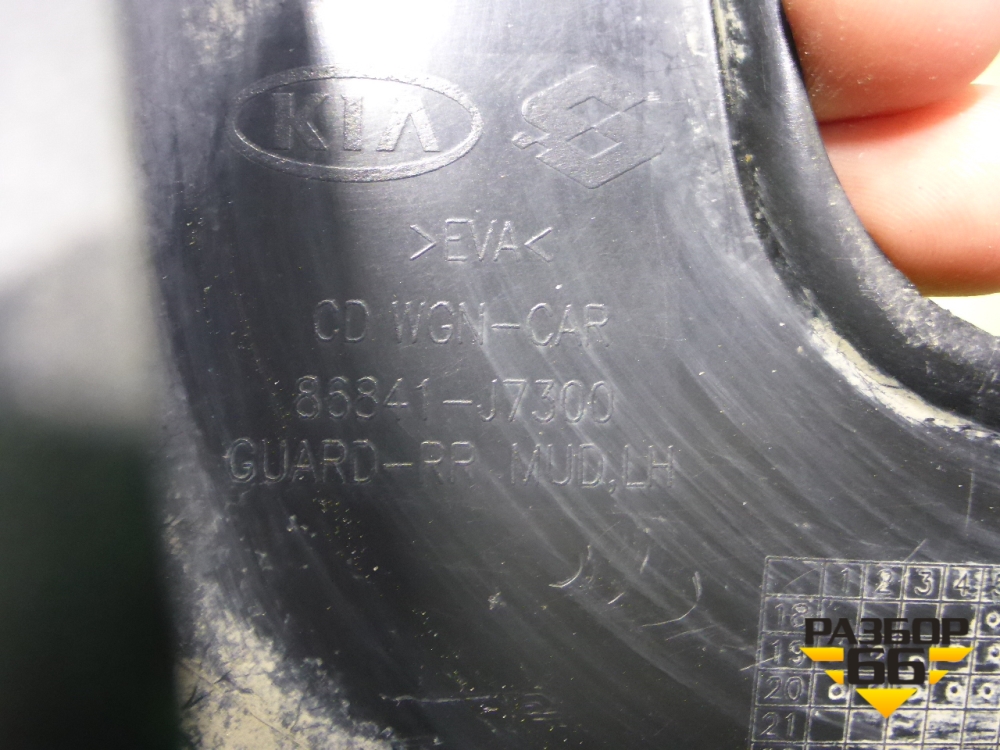 KIA
>EVA<
CD WGN-CAR
86841-J7300
GUARD-RR MUD,LH
1 2 3 4 5
18
19
20
21
РАЗБОР
66